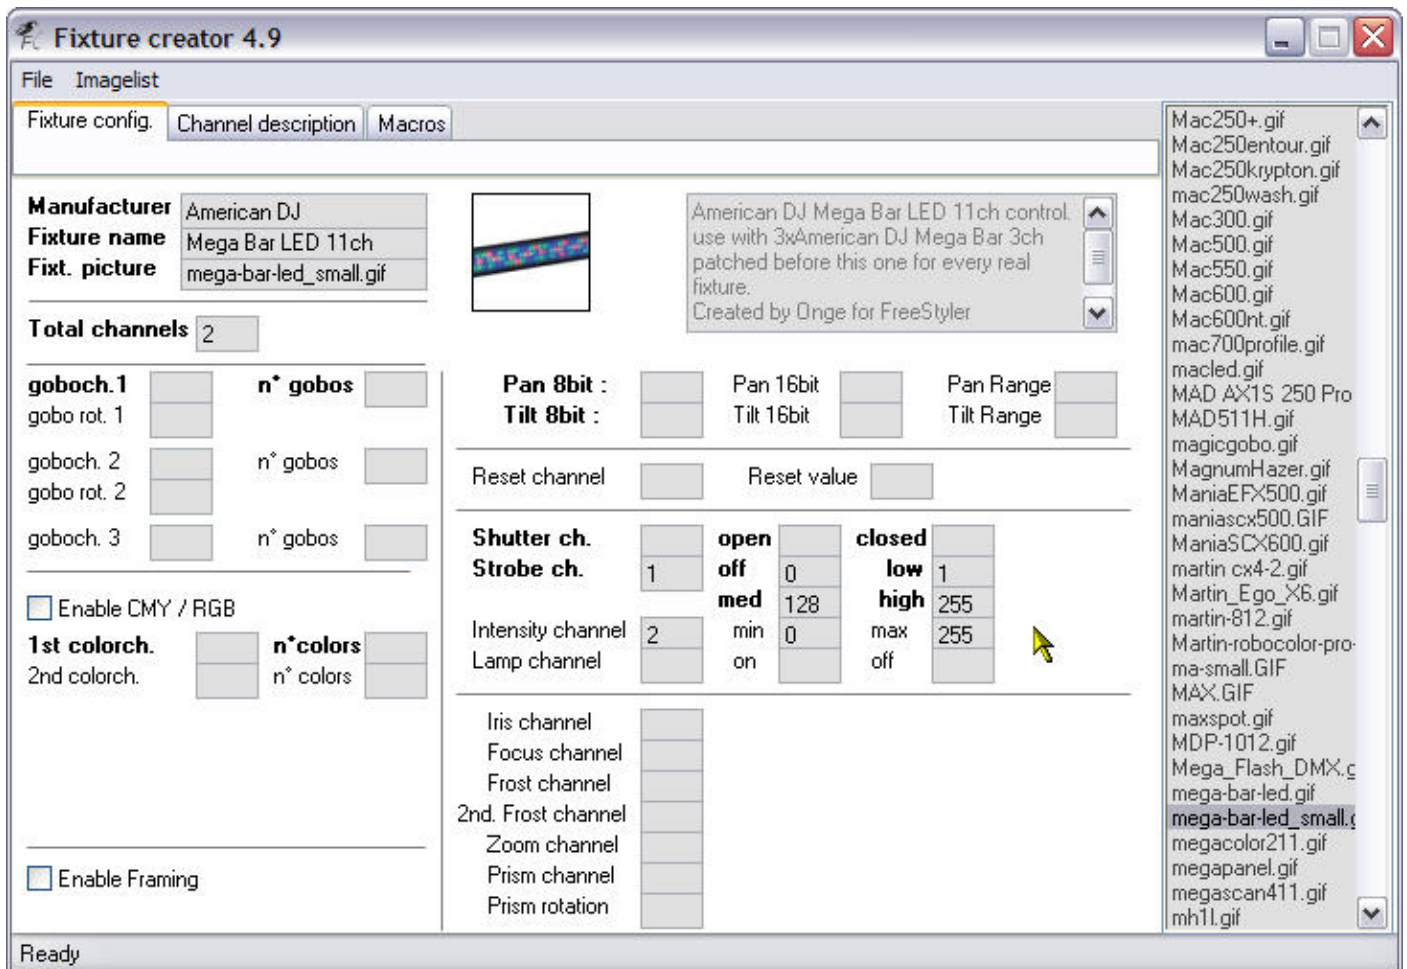 Fixture creator 4.9
File Imagelist
Fixture config. Channel description Macros
Manufacturer American DJ
Fixture name Mega Bar LED 11ch
Fixt. picture mega-bar-led_small.gif
American DJ Mega Bar LED 11ch control.
use with 3xAmerican DJ Mega Bar 3ch
patched before this one for every real
fixture.
Created by Onge for FreeStyler
Total channels 2
goboch.1 n° gobos
gobo rot. 1
goboch. 2 n° gobos
gobo rot. 2
goboch. 3 n° gobos
Enable CMY / RGB
1st colorch. n°colors
2nd colorch. n° colors
Enable Framing
Pan 8bit : Pan 16bit Pan Range
Tilt 8bit : Tilt 16bit Tilt Range
Reset channel Reset value
Shutter ch. open closed
Strobe ch. 1 off 0 low 1
med 128 high 255
Intensity channel 2 min 0 max 255
Lamp channel on off
Iris channel
Focus channel
Frost channel
2nd. Frost channel
Zoom channel
Prism channel
Prism rotation
Mac250+.gif
Mac250entour.gif
Mac250krypton.gif
mac250wash.gif
Mac300.gif
Mac500.gif
Mac550.gif
Mac600.gif
Mac600nt.gif
mac700profile.gif
macled.gif
MAD AX1S 250 Pro
MAD511H.gif
magicgobo.gif
MagnumHazer.gif
ManiaEFX500.gif
maniascx500.GIF
ManiaSCX600.gif
martin cx4-2.gif
Martin_Ego_X6.gif
martin-812.gif
Martin-robocolor-pro-
ma-small.GIF
MAX.GIF
maxspot.gif
MDP-1012.gif
Mega_Flash_DMX.g
mega-bar-led.gif
mega-bar-led_small.g
megacolor211.gif
megapanel.gif
megascan411.gif
mh1l.gif
Ready